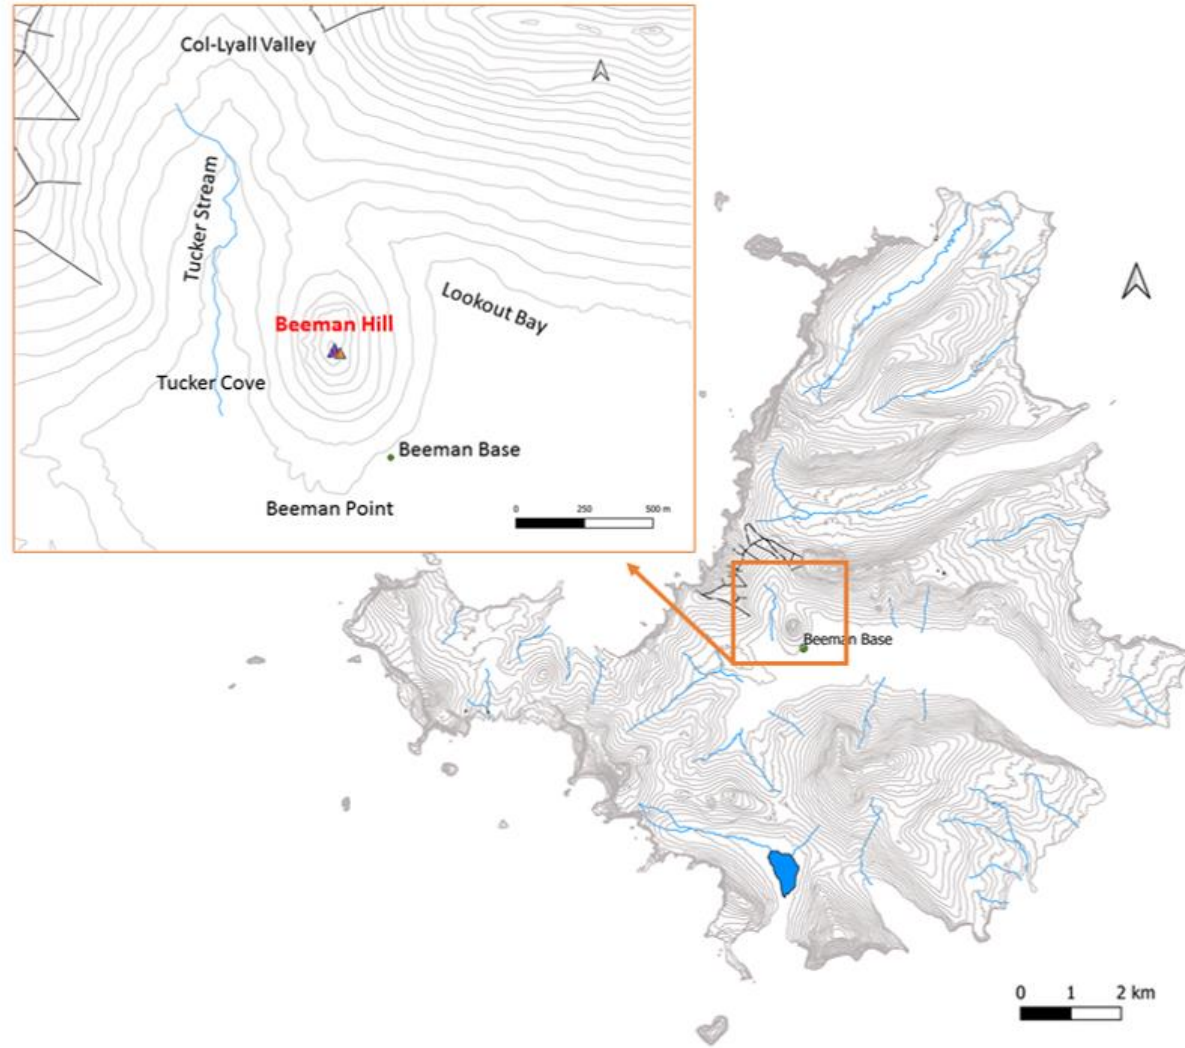 Col-Lyall Valley
Tucker Stream
Lookout Bay
Beeman Hill
Tucker Cove
Beeman Base
Beeman Point
0 250 500 m
Beeman Base
0 1 2 km